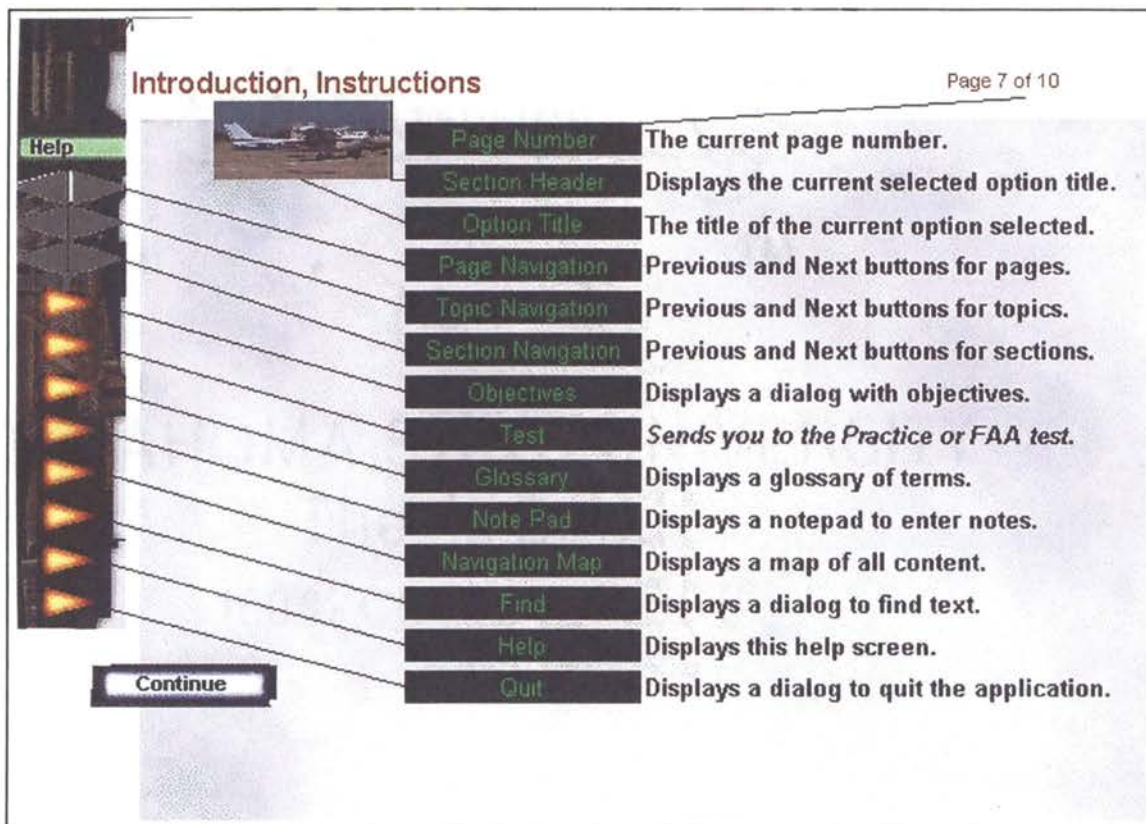 Introduction, Instructions
Page 7 of 10
Help
Page Number The current page number.
Section Header Displays the current selected option title.
Option Title The title of the current option selected.
Page Navigation Previous and Next buttons for pages.
Topic Navigation Previous and Next buttons for topics.
Section Navigation Previous and Next buttons for sections.
Objectives Displays a dialog with objectives.
Test Sends you to the Practice or FAA test.
Glossary Displays a glossary of terms.
Note Pad Displays a notepad to enter notes.
Navigation Map Displays a map of all content.
Find Displays a dialog to find text.
Help Displays this help screen.
Quit Displays a dialog to quit the application.
Continue